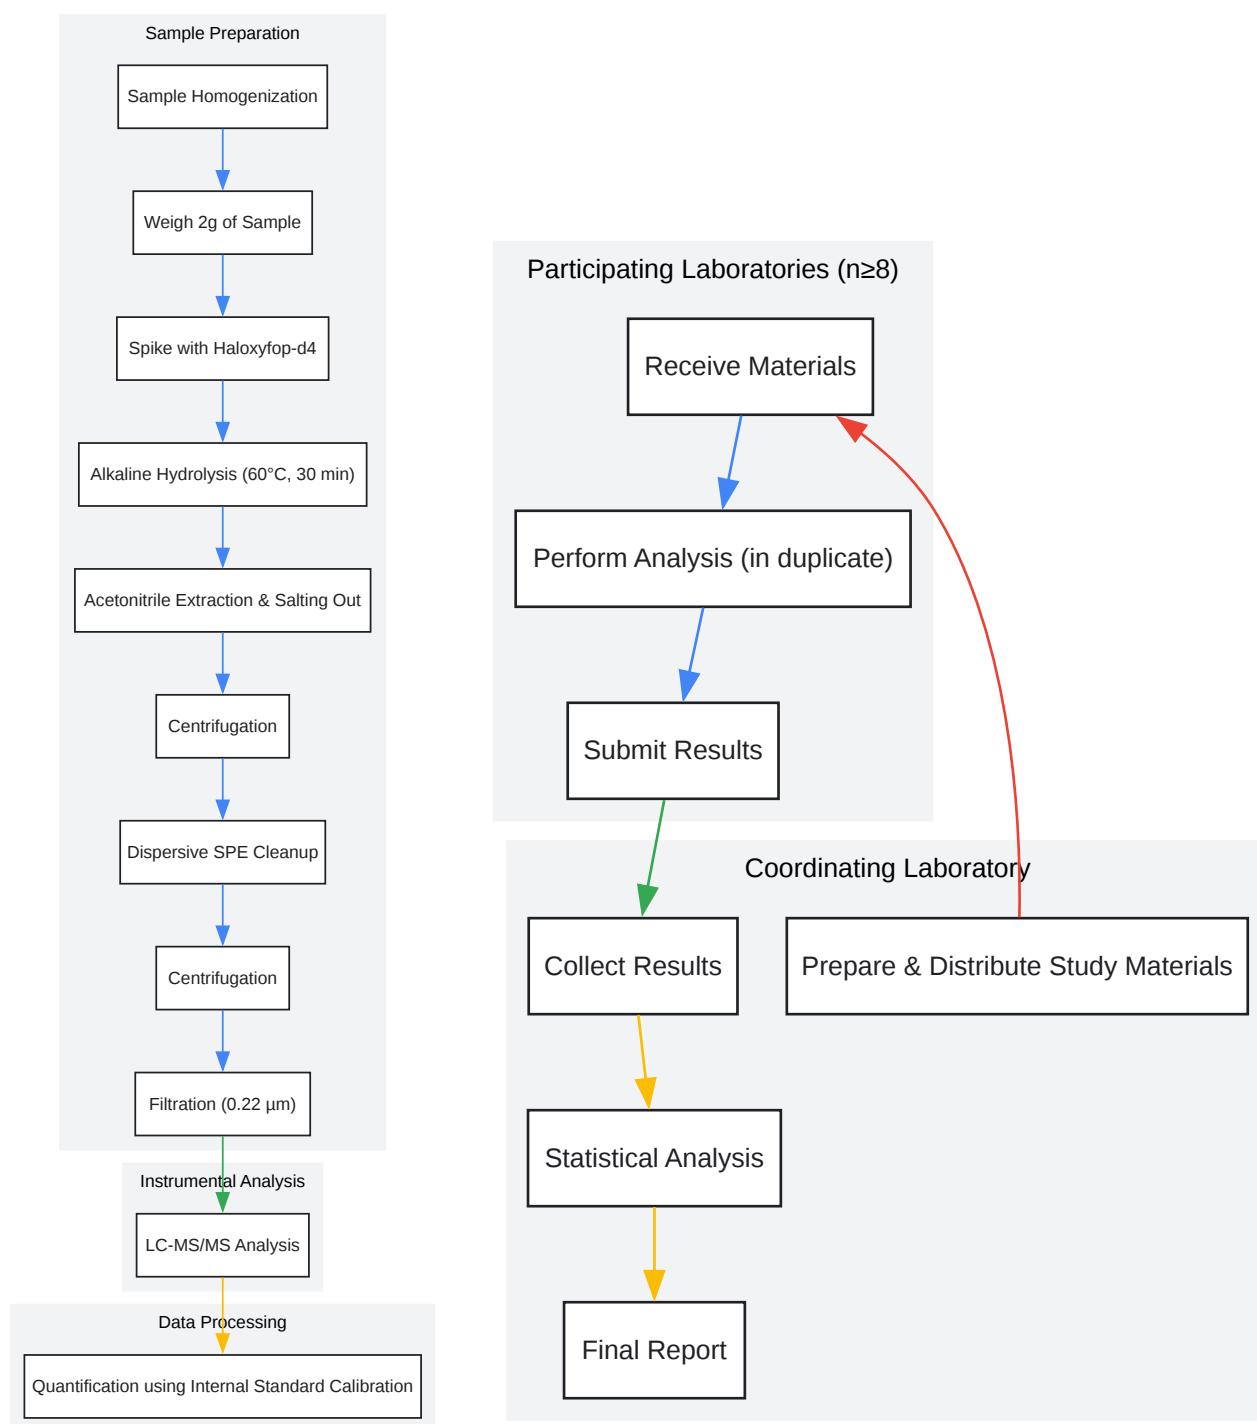 Sample Preparation
Sample Homogenization
Weigh 2g of Sample
Spike with Haloxyfop-d4
Alkaline Hydrolysis (60°C, 30 min)
Acetonitrile Extraction & Salting Out
Centrifugation
Dispersive SPE Cleanup
Centrifugation
Filtration (0.22 µm)
Instrumental Analysis
LC-MS/MS Analysis
Data Processing
Quantification using Internal Standard Calibration
Participating Laboratories (n≥8)
Receive Materials
Perform Analysis (in duplicate)
Submit Results
Coordinating Laboratory
Collect Results
Prepare & Distribute Study Materials
Statistical Analysis
Final Report